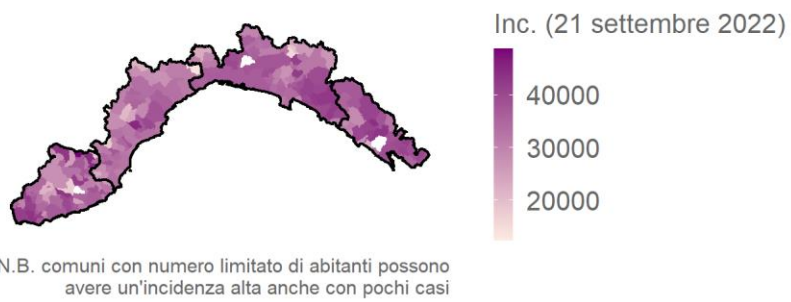 Inc. (21 settembre 2022)
40000
30000
20000
N.B. comuni con numero limitato di abitanti possono
avere un'incidenza alta anche con pochi casi